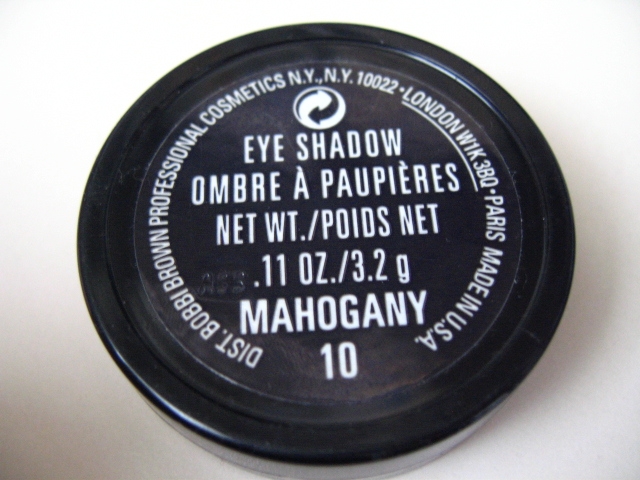 DIST. BOBBI BROWN PROFESSIONAL COSMETICS N.Y., N.Y. 10022 · LONDON W1K 3BQ · PARIS MADE IN U.S.A.
EYE SHADOW
OMBRE À PAUPIÈRES
NET WT./POIDS NET
.11 OZ./3.2 g
MAHOGANY
10